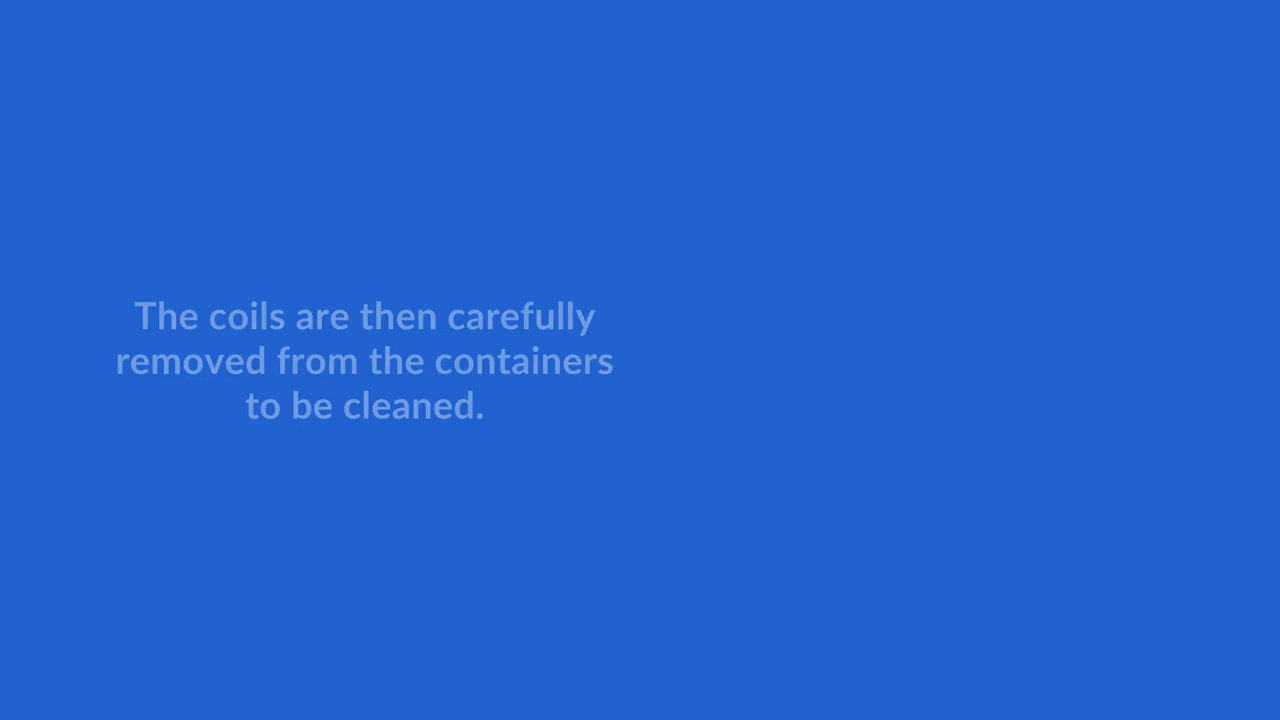 The coils are then carefully
removed from the containers
to be cleaned.